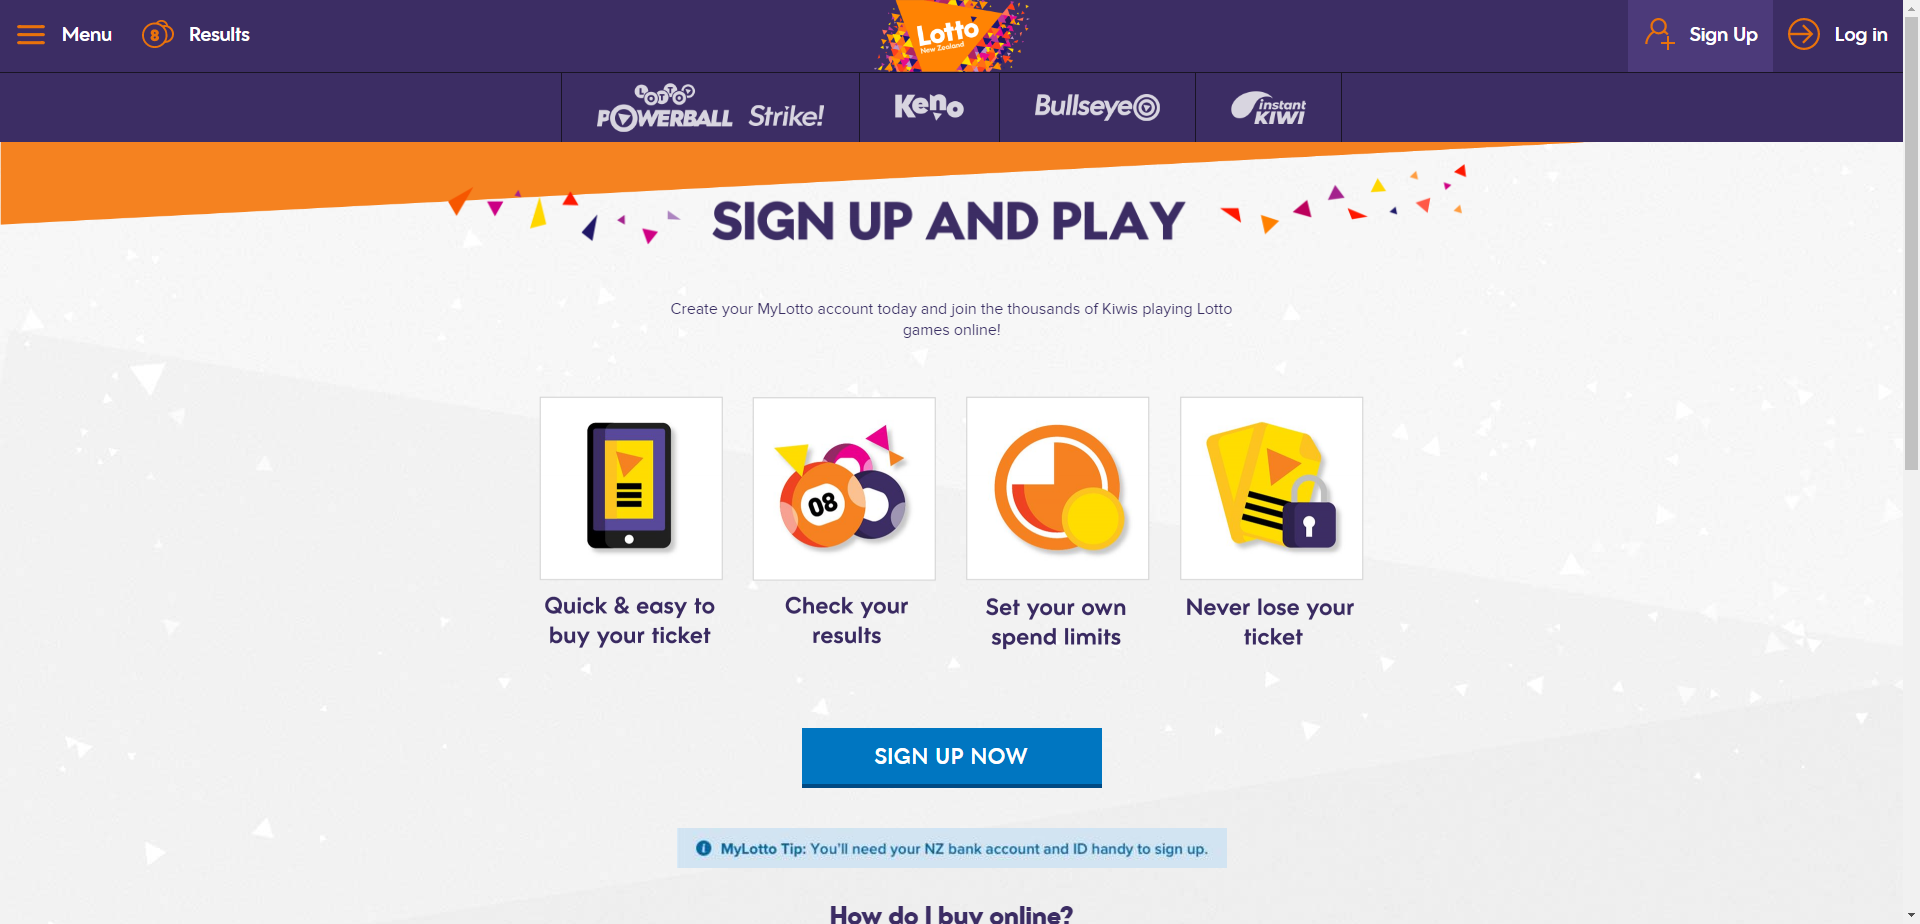 Menu
8
Results
Lotto
New Zealand
Sign Up
Log in
LOTTO
POWERBALL
Strike!
Keno
Bullseye
instant
KIWI
SIGN UP AND PLAY
Create your MyLotto account today and join the thousands of Kiwis playing Lotto
games online!
08
Quick & easy to
buy your ticket
Check your
results
Set your own
spend limits
Never lose your
ticket
SIGN UP NOW
i MyLotto Tip: You'll need your NZ bank account and ID handy to sign up.
How do I buy online?